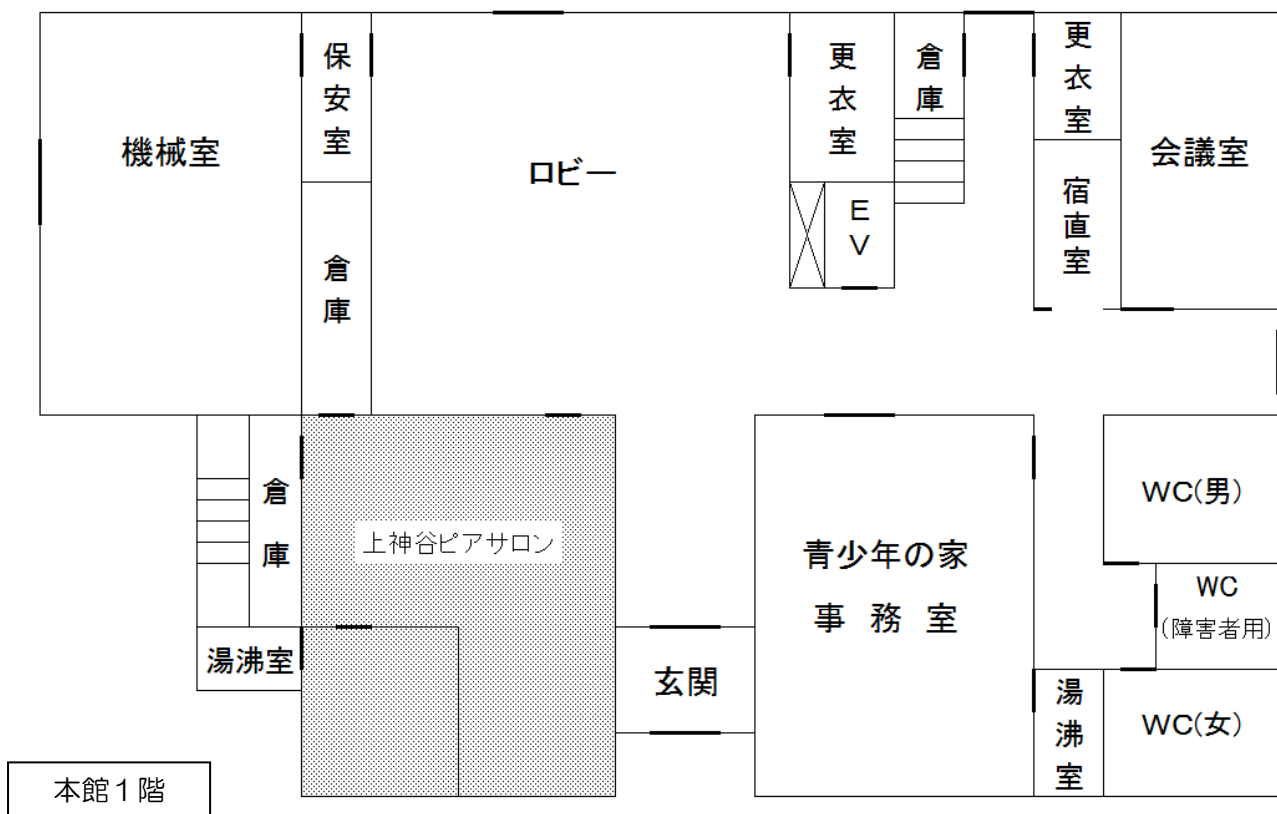 機械室
保安室
倉庫
ロビー
更衣室
倉庫
EV
更衣室
宿直室
会議室
倉庫
上神谷ピアサロン
湯沸室
玄関
青少年の家
事務室
WC(男)
WC
(障害者用)
湯沸室
WC(女)
本館1階